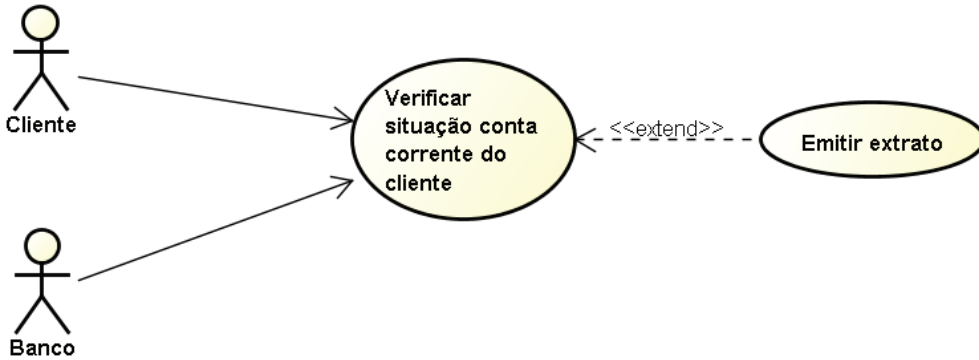 Cliente
Verificar
situação conta
corrente do
cliente
<<extend>>
Emitir extrato
Banco